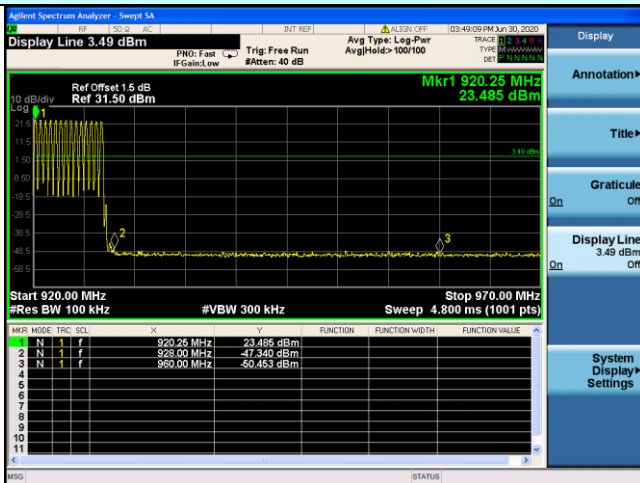 Agilent Spectrum Analyzer - Swept SA
RF 50 Ω AC INT REF ALIGN OFF 03:49:09 PM Jun 30, 2020
Display Line 3.49 dBm
PNO: Fast
IFGain:Low
Trig: Free Run
#Atten: 40 dB
Avg Type: Log-Pwr
Avg|Hold:> 100/100
TRACE 1 2 3 4 5 6
TYPE M
DET P N N N N N
Mkr1 920.25 MHz
23.485 dBm
Ref Offset 1.5 dB
Ref 31.50 dBm
10 dB/div
Log
1
21.5
11.5
1.50
3.49 dBm
-8.50
-18.5
-28.5
-38.5
2
3
-48.5
-58.5
Start 920.00 MHz Stop 970.00 MHz
#Res BW 100 kHz #VBW 300 kHz Sweep 4.800 ms (1001 pts)
MKR MODE TRC SCL X Y FUNCTION FUNCTION WIDTH FUNCTION VALUE
1 N 1 f 920.25 MHz 23.485 dBm
2 N 1 f 928.00 MHz -47.340 dBm
3 N 1 f 960.00 MHz -50.453 dBm
4
5
6
7
8
9
10
11
MSG STATUS
Display
Annotation
Title
Graticule
On Off
Display Line
3.49 dBm
On Off
System
Display
Settings